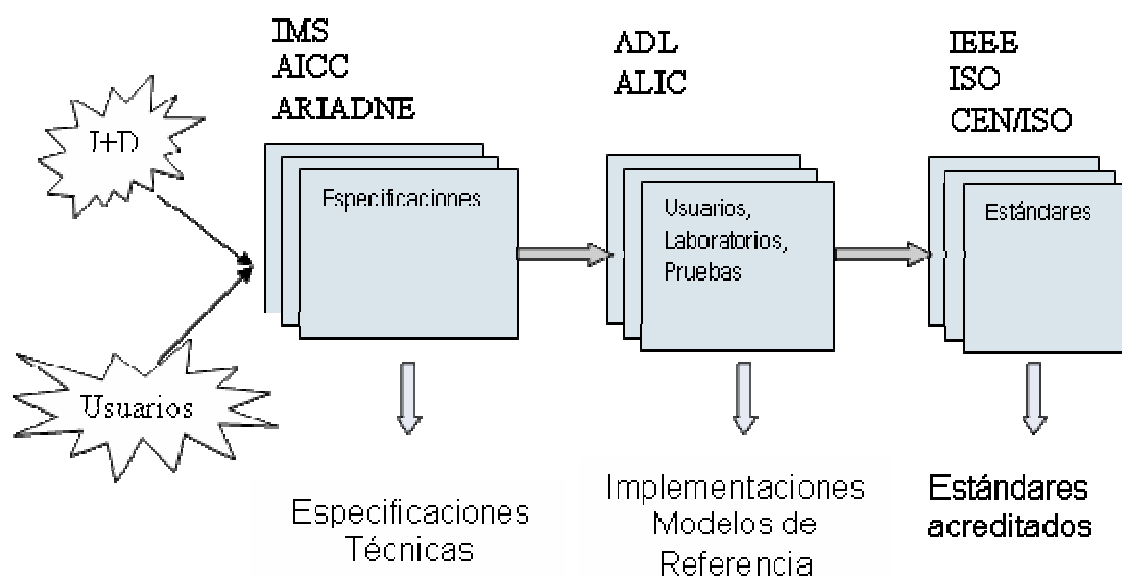 IMS
AICC
ARIADNE
ADL
ALIC
IEEE
ISO
CEN/ISO
I+D
Usuarios
Especificaciones
Usuarios,
Laboratorios,
Pruebas
Estándares
Especificaciones
Técnicas
Implementaciones
Modelos de
Referencia
Estándares
acreditados